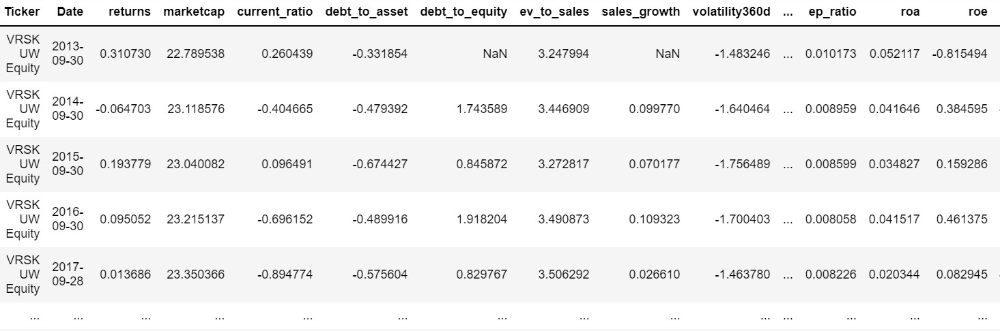 Ticker Date returns marketcap current_ratio debt_to_asset debt_to_equity ev_to_sales sales_growth volatility360d ... ep_ratio roa roe
VRSK UW Equity 2013-09-30 0.310730 22.789538 0.260439 -0.331854 NaN 3.247994 NaN -1.483246 ... 0.010173 0.052117 -0.815494
VRSK UW Equity 2014-09-30 -0.064703 23.118576 -0.404665 -0.479392 1.743589 3.446909 0.099770 -1.640464 ... 0.008959 0.041646 0.384595
VRSK UW Equity 2015-09-30 0.193779 23.040082 0.096491 -0.674427 0.845872 3.272817 0.070177 -1.756489 ... 0.008599 0.034827 0.159286
VRSK UW Equity 2016-09-30 0.095052 23.215137 -0.696152 -0.489916 1.918204 3.490873 0.109323 -1.700403 ... 0.008058 0.041517 0.461375
VRSK UW Equity 2017-09-28 0.013686 23.350366 -0.894774 -0.575604 0.829767 3.506292 0.026610 -1.463780 ... 0.008226 0.020344 0.082945
... ... ... ... ... ... ... ... ... ... ... ... ... ...